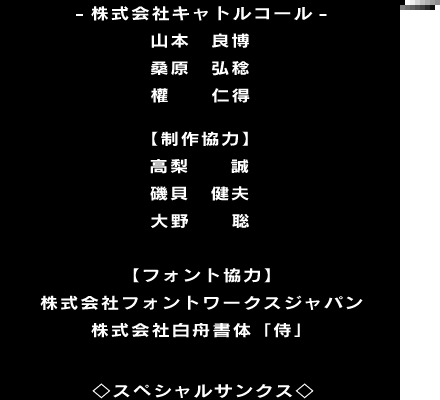 – 株式会社キャトルコール –
山本　良博
桑原　弘稔
權　　仁得
【制作協力】
高梨　　誠
磯貝　健夫
大野　　聡
【フォント協力】
株式会社フォントワークスジャパン
株式会社白舟書体「侍」
◇スペシャルサンクス◇